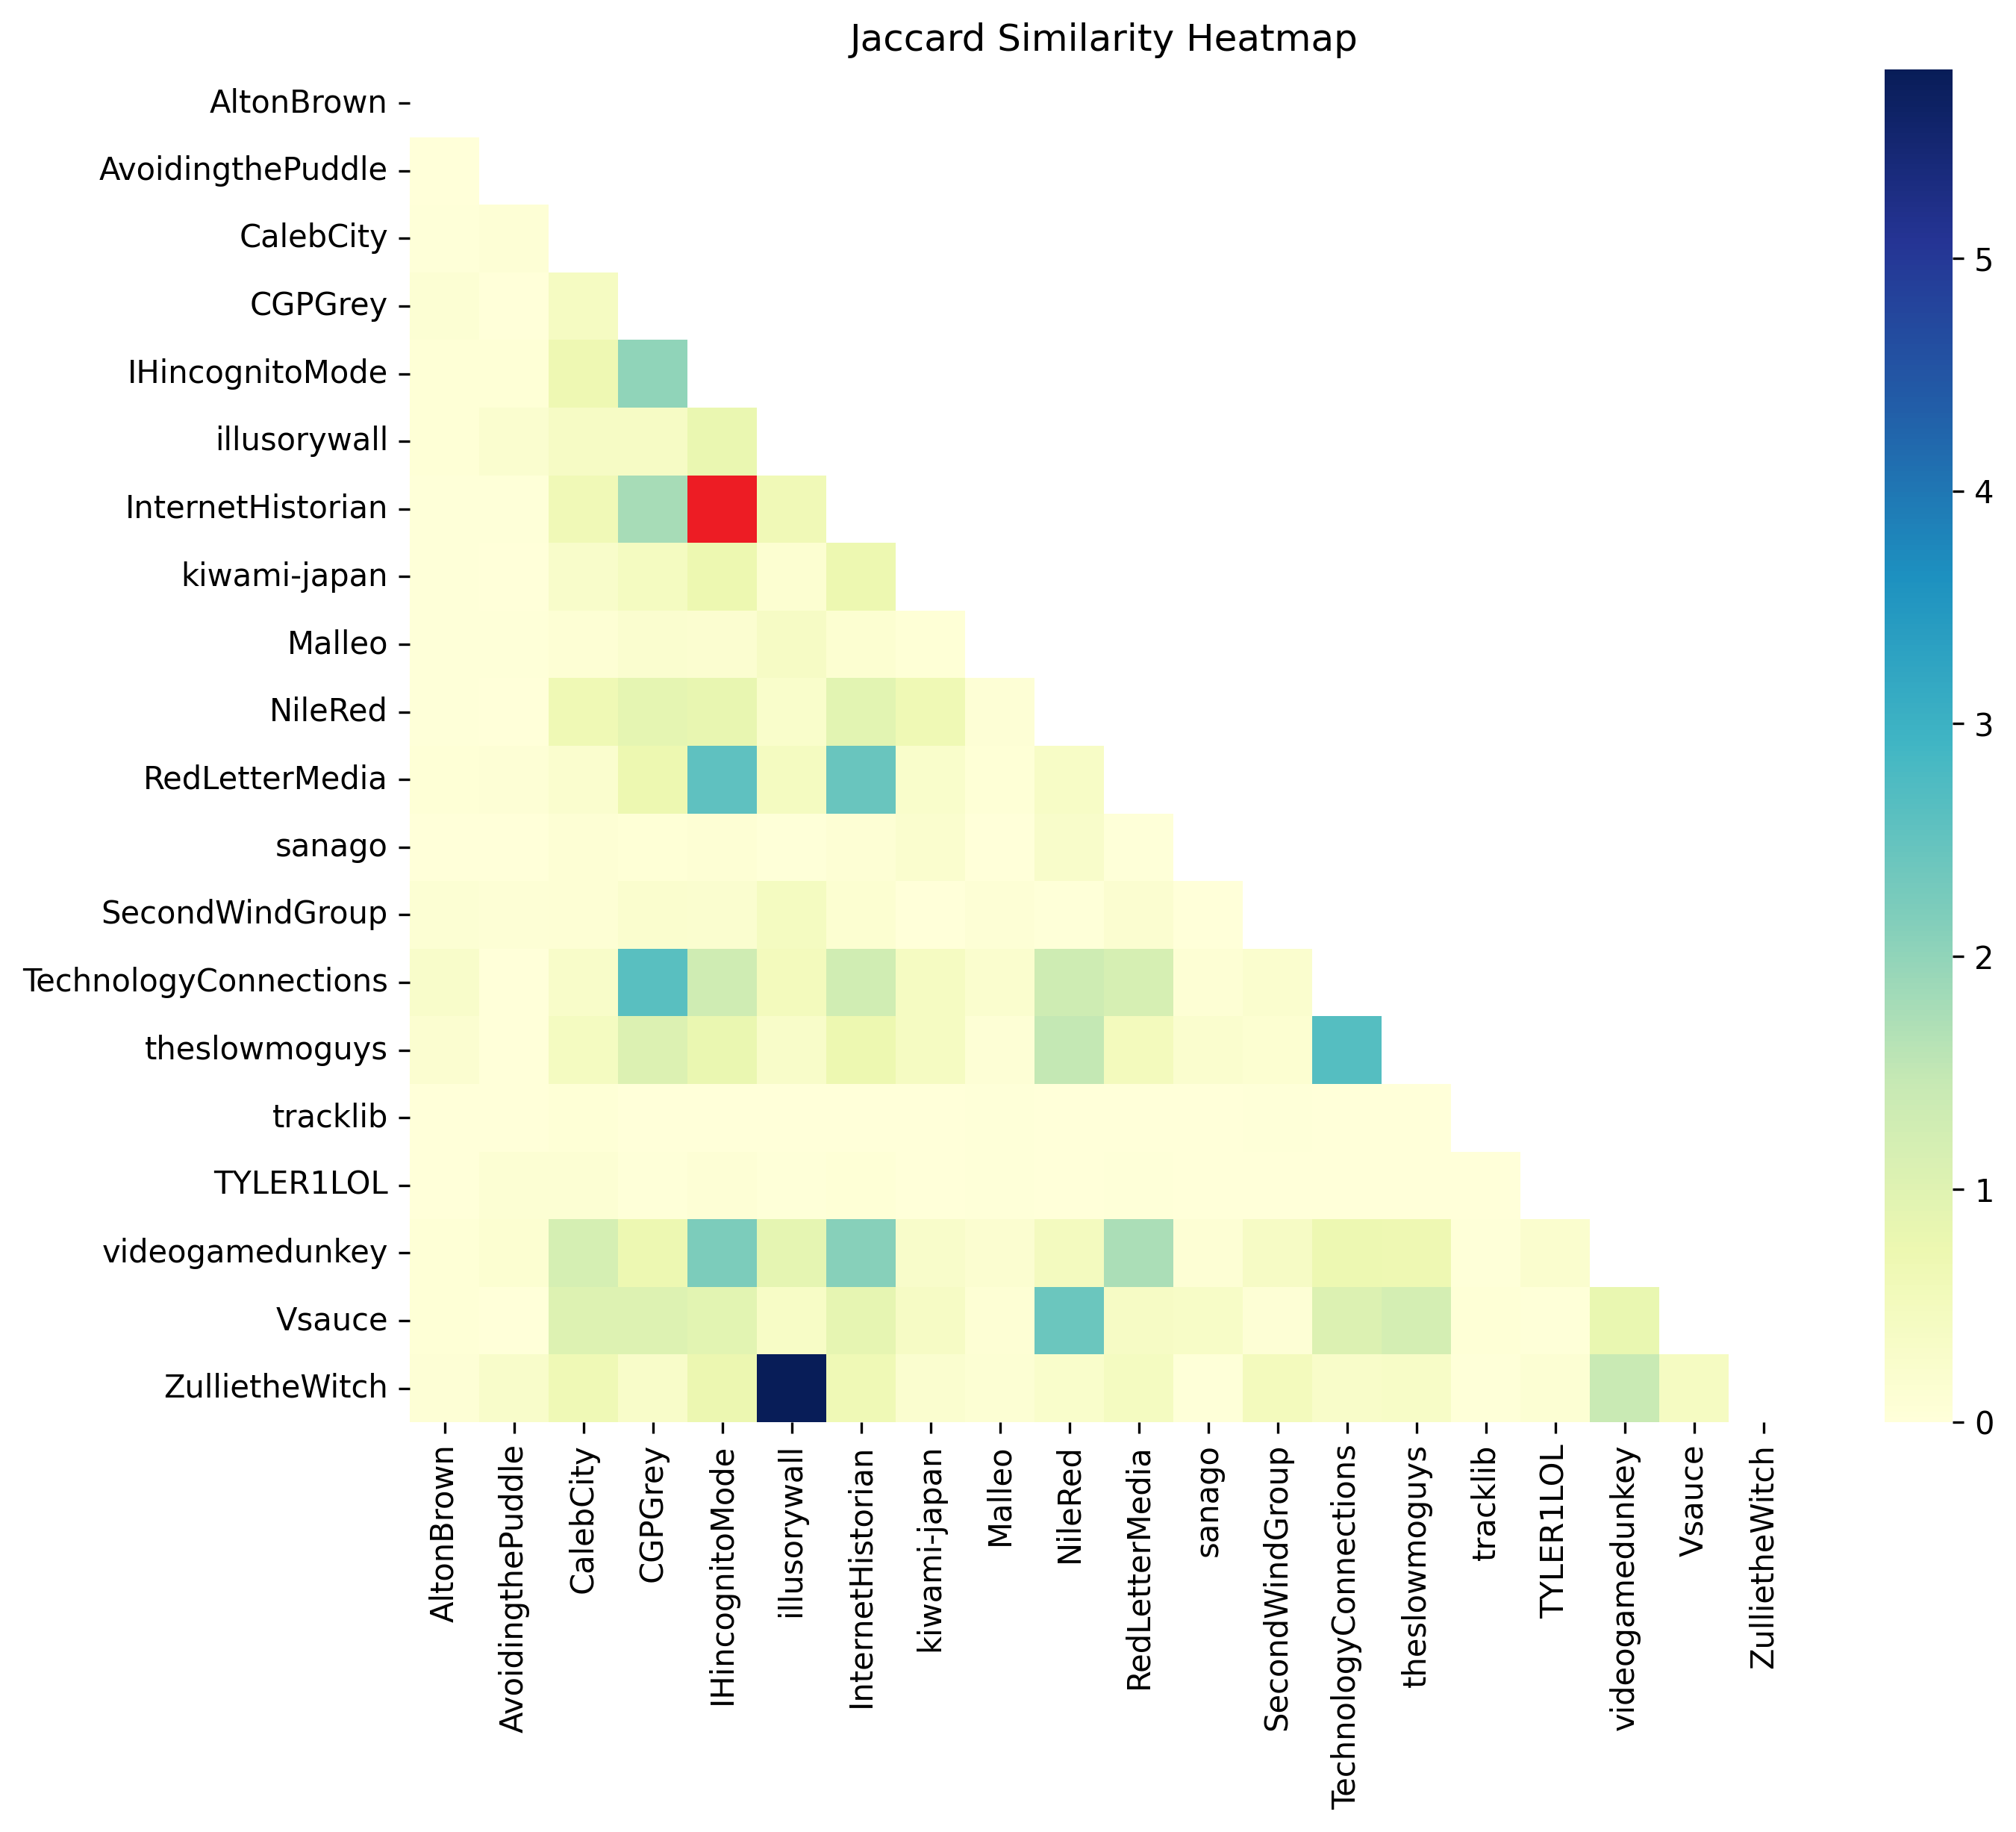 Jaccard Similarity Heatmap
AltonBrown
AvoidingthePuddle
CalebCity
CGPGrey
IHincognitoMode
illusorywall
InternetHistorian
kiwami-japan
Malleo
NileRed
RedLetterMedia
sanago
SecondWindGroup
TechnologyConnections
theslowmoguys
tracklib
TYLER1LOL
videogamedunkey
Vsauce
ZullietheWitch
AltonBrown
AvoidingthePuddle
CalebCity
CGPGrey
IHincognitoMode
illusorywall
InternetHistorian
kiwami-japan
Malleo
NileRed
RedLetterMedia
sanago
SecondWindGroup
TechnologyConnections
theslowmoguys
tracklib
TYLER1LOL
videogamedunkey
Vsauce
ZullietheWitch
5
4
3
2
1
0